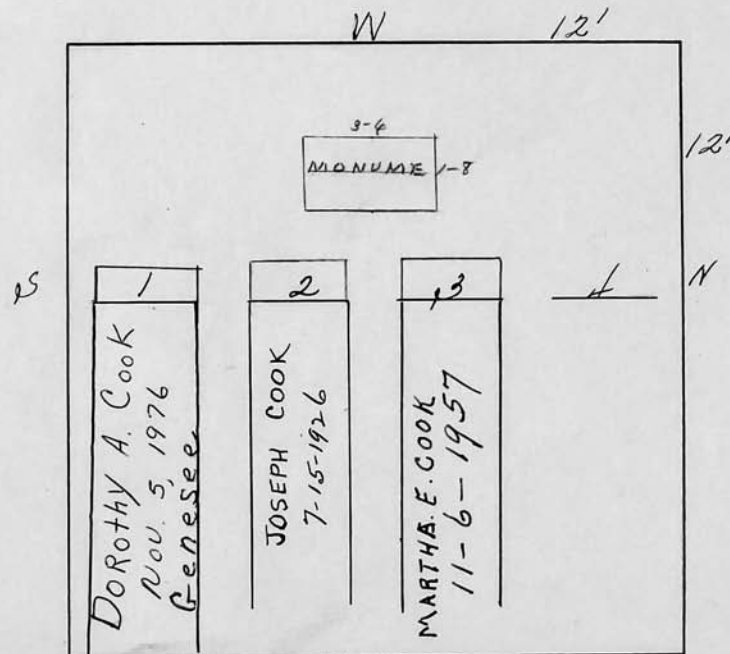 W 12'
12'
3-4
MONUME 1-8
S
1 2 3 4
N
DOROTHY A. COOK
NOV. 5, 1976
Genesee
JOSEPH COOK
7-15-1926
MARTHA.E.COOK
11-6-1957